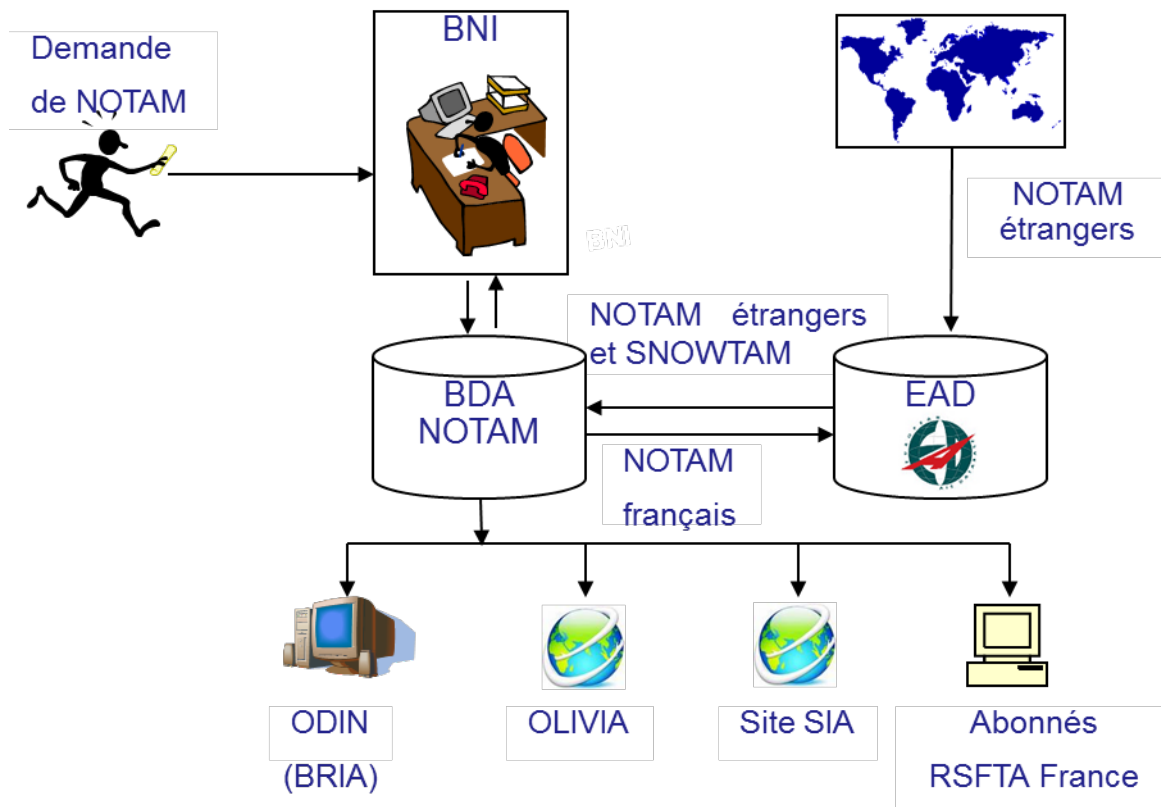 Demande
de NOTAM
BNI
BNI
NOTAM
étrangers
NOTAM étrangers
et SNOWTAM
BDA
NOTAM
EAD
NOTAM
français
ODIN
(BRIA)
OLIVIA
Site SIA
Abonnés
RSFTA France